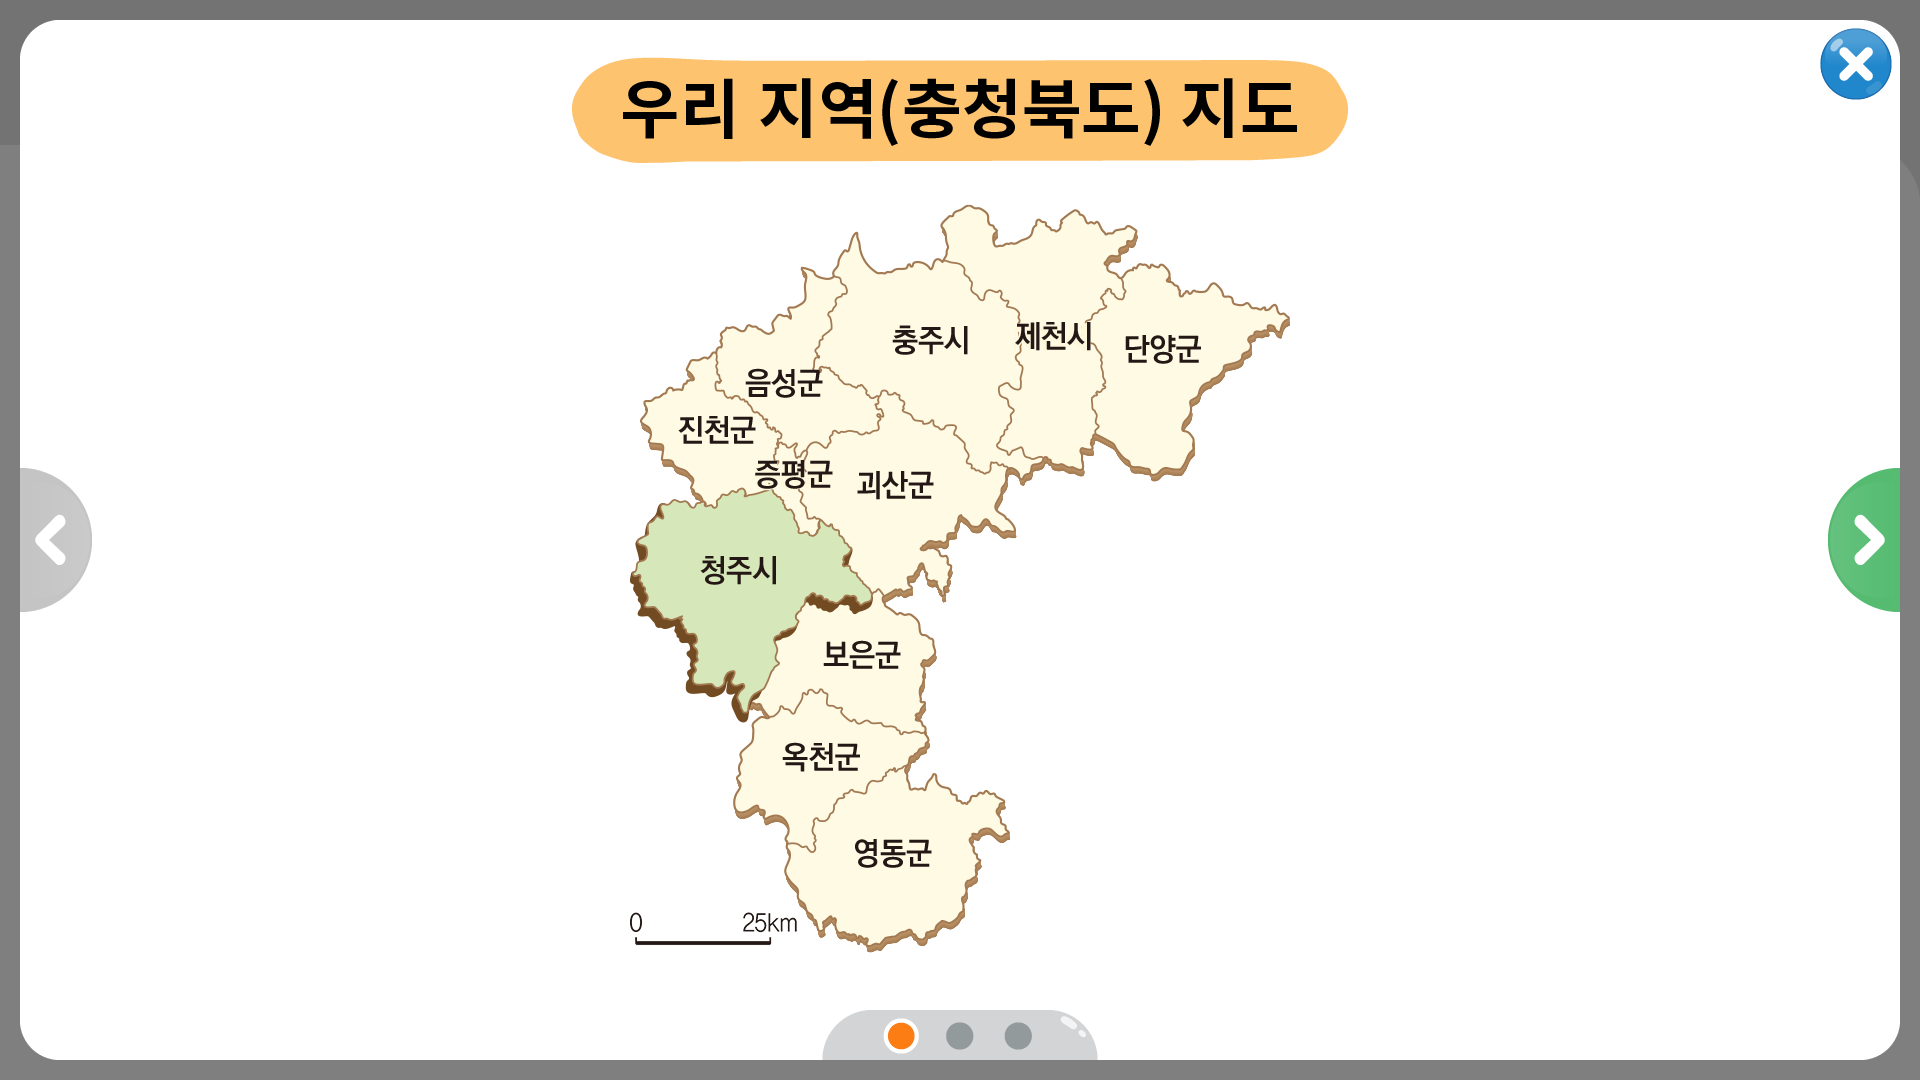 우리 지역(충청북도) 지도
충주시
제천시
단양군
음성군
진천군
증평군
괴산군
청주시
보은군
옥천군
영동군
0 25km